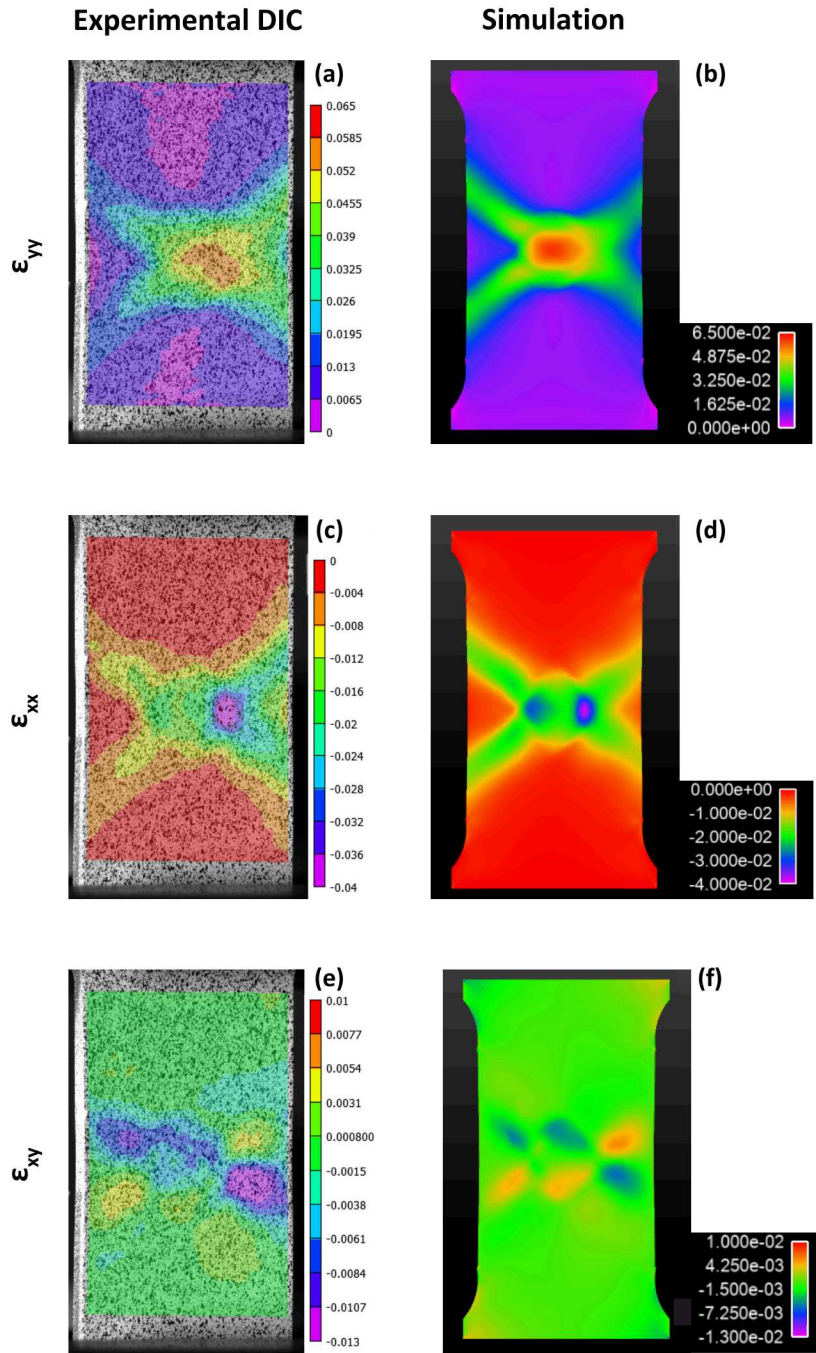 Experimental DIC
Simulation
(a)
(b)
εyy
0.065
0.0585
0.052
0.0455
0.039
0.0325
0.026
0.0195
0.013
0.0065
0
6.500e-02
4.875e-02
3.250e-02
1.625e-02
0.000e+00
(c)
(d)
εxx
0
-0.004
-0.008
-0.012
-0.016
-0.02
-0.024
-0.028
-0.032
-0.036
-0.04
0.000e+00
-1.000e-02
-2.000e-02
-3.000e-02
-4.000e-02
(e)
(f)
εxy
0.01
0.0077
0.0054
0.0031
0.000800
-0.0015
-0.0038
-0.0061
-0.0084
-0.0107
-0.013
1.000e-02
4.250e-03
-1.500e-03
-7.250e-03
-1.300e-02